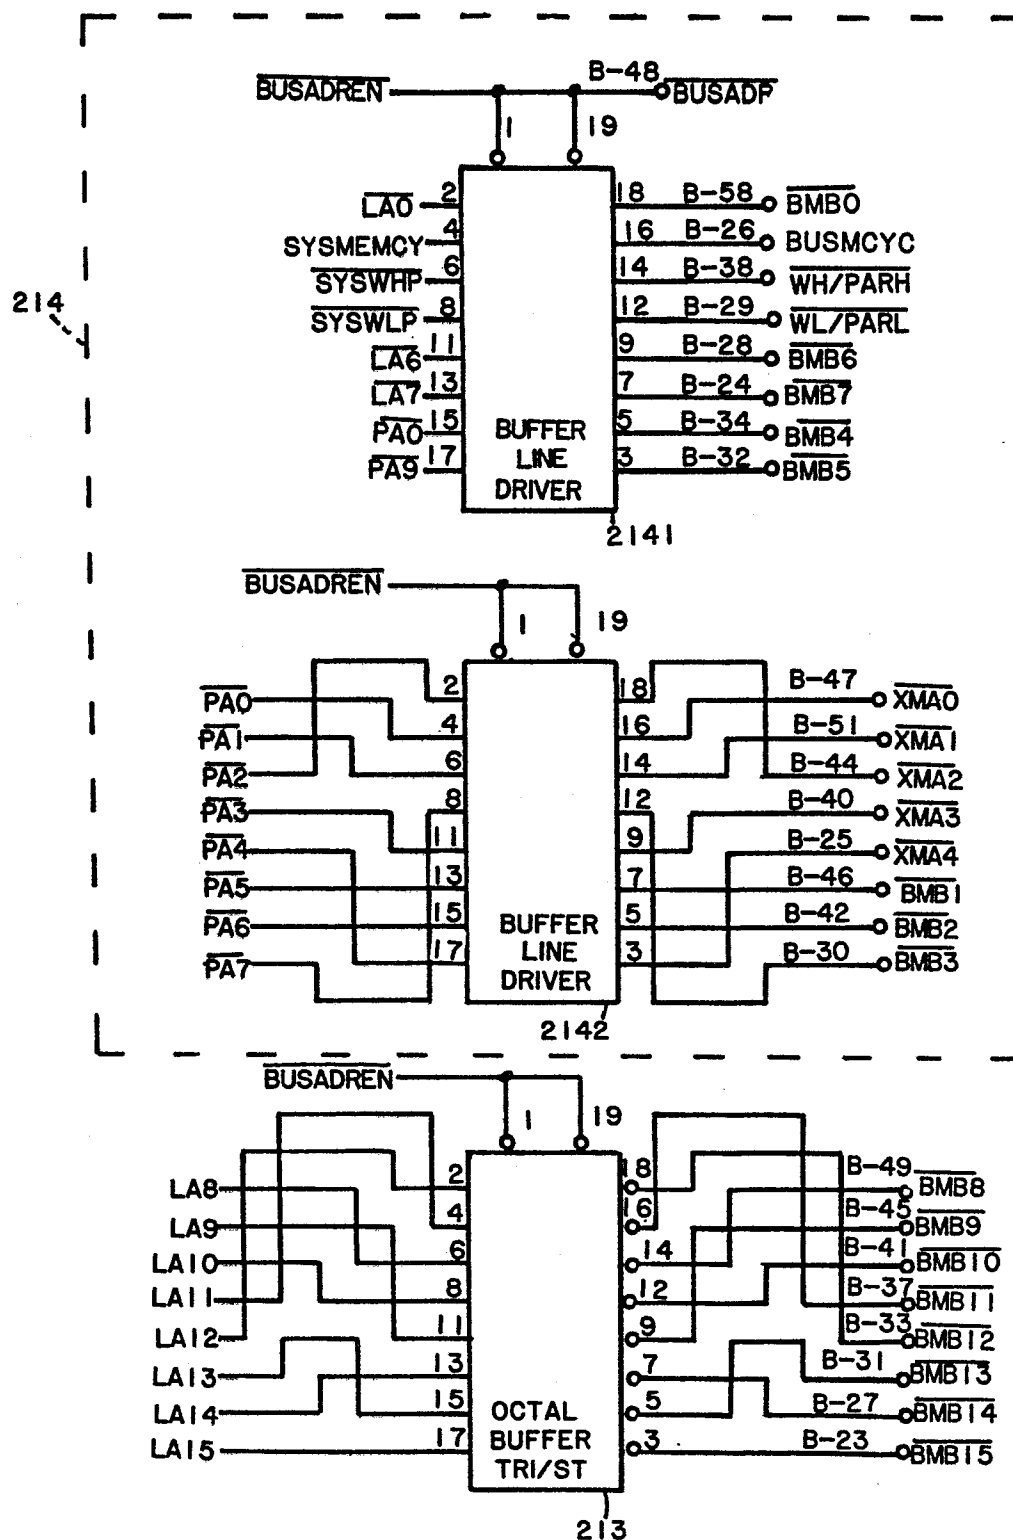 B-48
BUSADREN BUSADP
1 19
LA0 2 18 B-58 BMB0
SYSMEMCY 4 16 B-26 BUSMCYC
SYSWHP 6 14 B-38 WH/PARH
214
SYSWLP 8 12 B-29 WL/PARL
LA6 11 9 B-28 BMB6
LA7 13 7 B-24 BMB7
PA0 15 5 B-34 BMB4
PA9 17 3 B-32 BMB5
BUFFER
LINE
DRIVER
2141
BUSADREN
1 19
PA0 2 18 B-47 XMA0
PA1 4 16 B-51 XMA1
PA2 6 14 B-44 XMA2
PA3 8 12 B-40 XMA3
PA4 11 9 B-25 XMA4
PA5 13 7 B-46 BMB1
PA6 15 5 B-42 BMB2
PA7 17 3 B-30 BMB3
BUFFER
LINE
DRIVER
2142
BUSADREN
1 19
LA8 2 18 B-49 BMB8
LA9 4 16 B-45 BMB9
LA10 6 14 B-41 BMB10
LA11 8 12 B-37 BMB11
LA12 11 9 B-33 BMB12
LA13 13 7 B-31 BMB13
LA14 15 5 B-27 BMB14
LA15 17 3 B-23 BMB15
OCTAL
BUFFER
TRI/ST
213